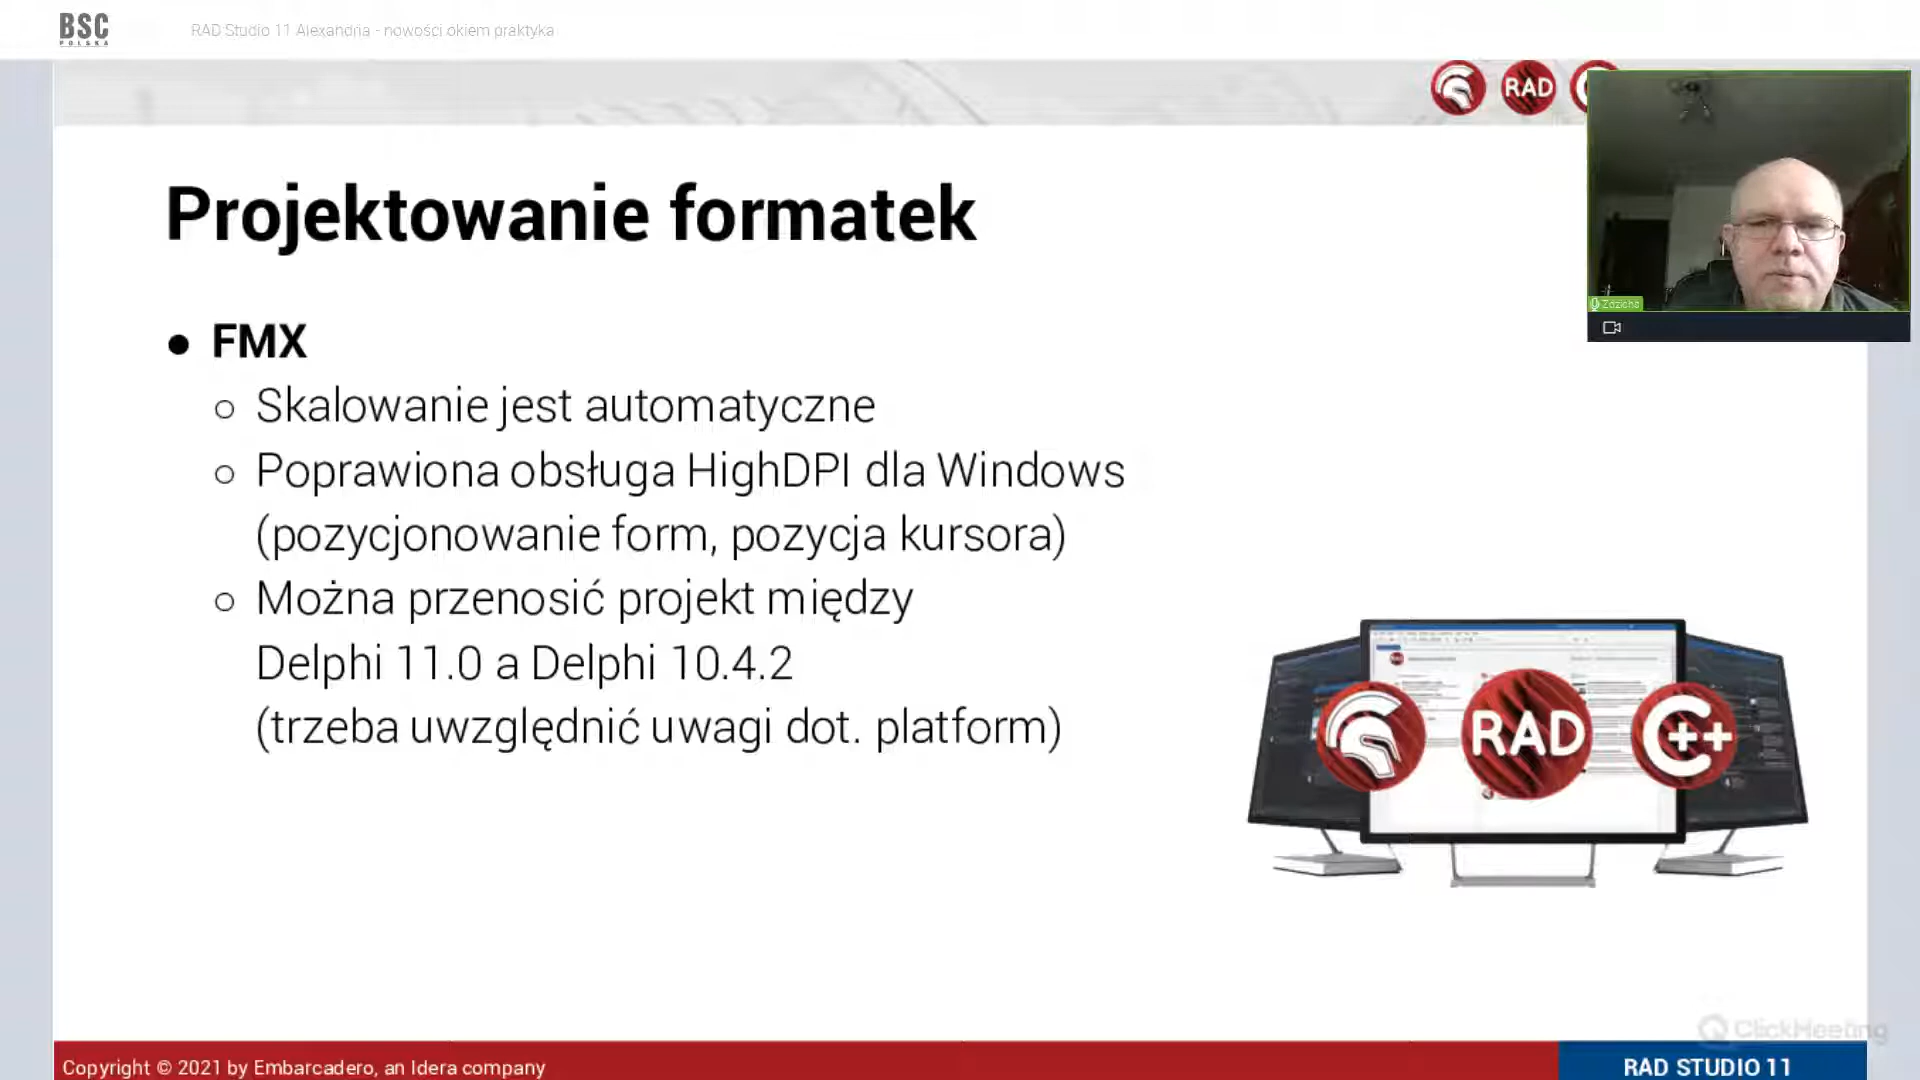 BSC
POLSKA
RAD Studio 11 Alexandria - nowości okiem praktyka
RAD
Projektowanie formatek
● FMX
○ Skalowanie jest automatyczne
○ Poprawiona obsługa HighDPI dla Windows
(pozycjonowanie form, pozycja kursora)
○ Można przenosić projekt między
Delphi 11.0 a Delphi 10.4.2
(trzeba uwzględnić uwagi dot. platform)
RAD
C++
ClickMeeting
Copyright © 2021 by Embarcadero, an Idera company
RAD STUDIO 11